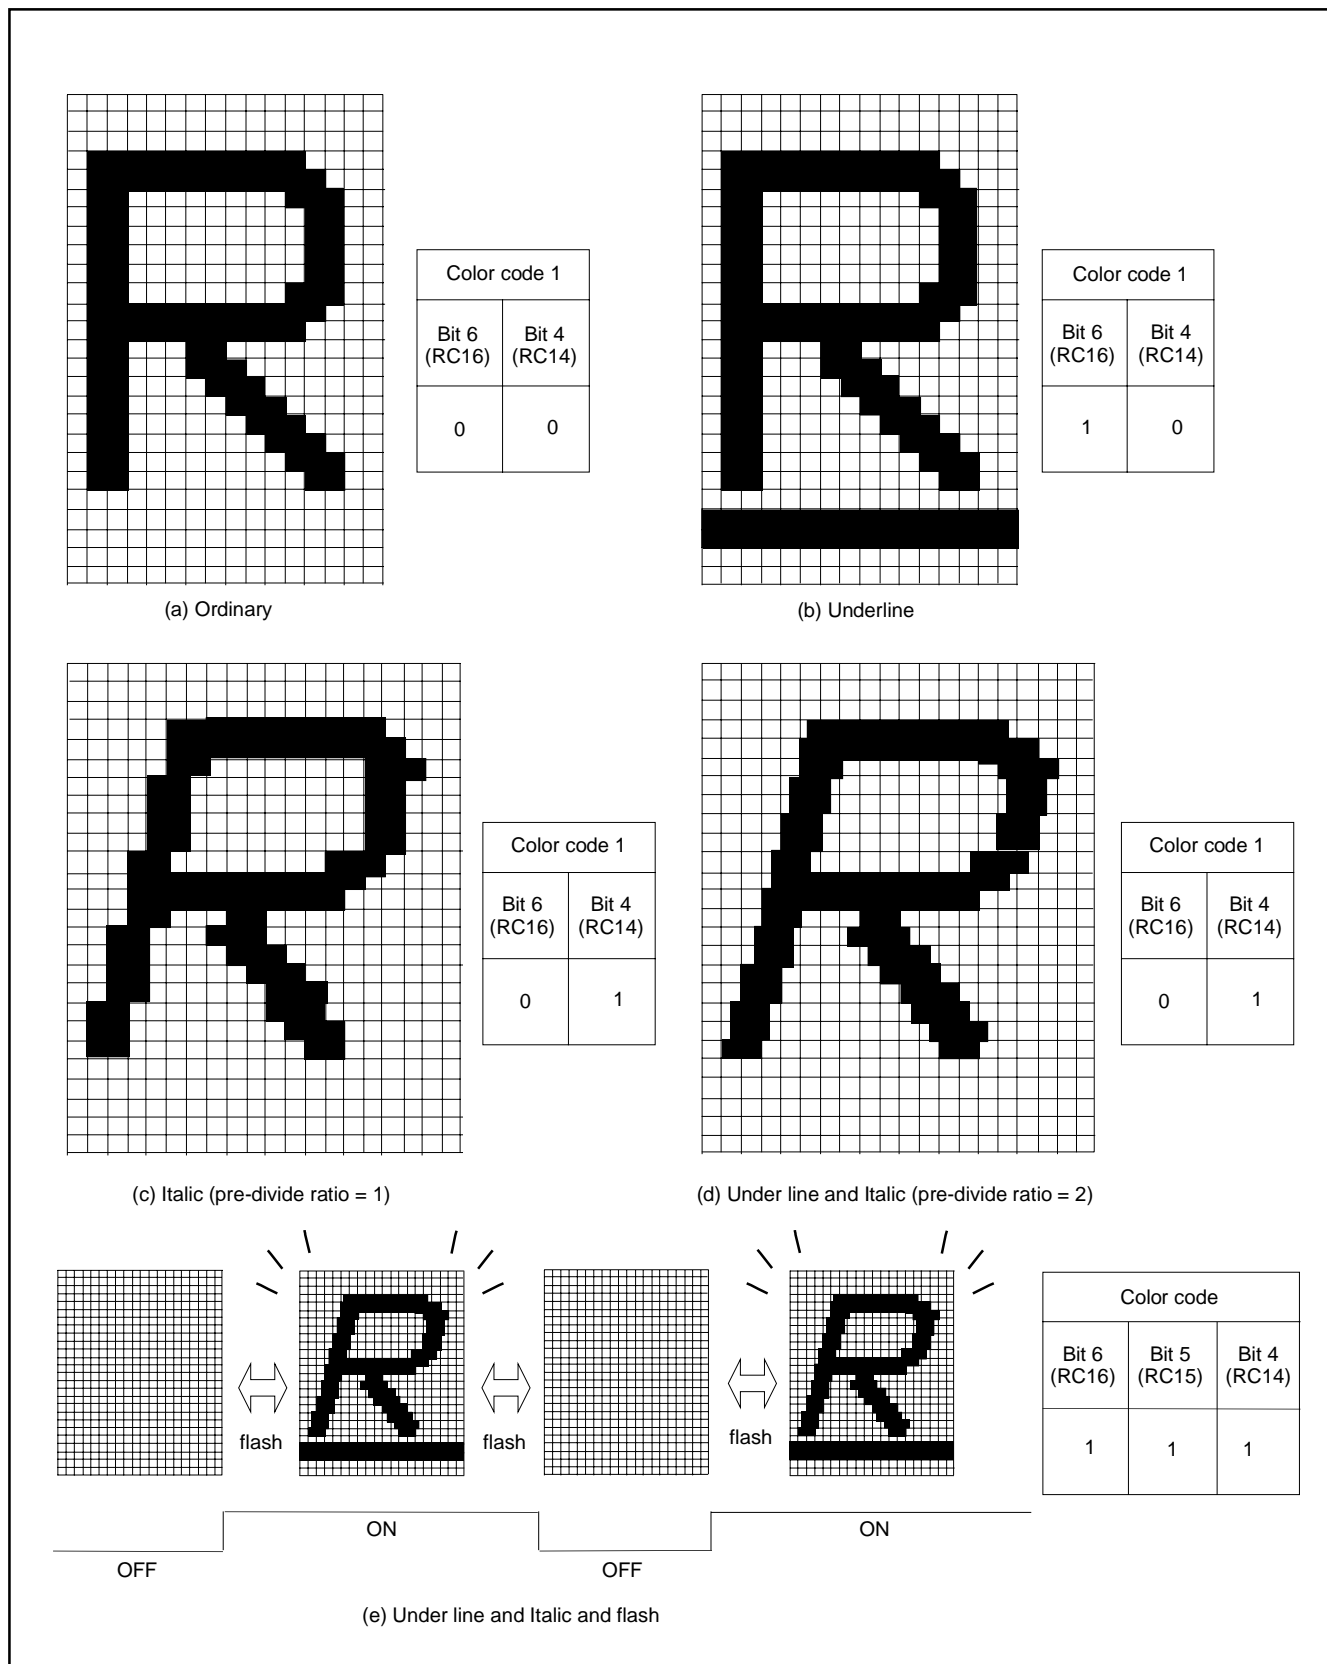 Color code 1
Bit 6 (RC16)
Bit 4 (RC14)
0 0
(a) Ordinary
Color code 1
Bit 6 (RC16)
Bit 4 (RC14)
1 0
(b) Underline
Color code 1
Bit 6 (RC16)
Bit 4 (RC14)
0 1
(c) Italic (pre-divide ratio = 1)
Color code 1
Bit 6 (RC16)
Bit 4 (RC14)
0 1
(d) Under line and Italic (pre-divide ratio = 2)
flash flash flash
Color code
Bit 6 (RC16)
Bit 5 (RC15)
Bit 4 (RC14)
1 1 1
OFF ON OFF ON
(e) Under line and Italic and flash